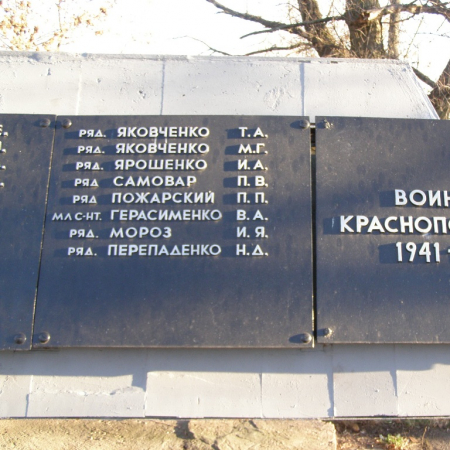 РЯД. ЯКОВЧЕНКО Т.А.
РЯД. ЯКОВЧЕНКО М.Г.
РЯД. ЯРОШЕНКО И.А.
РЯД САМОВАР П.В.
РЯД ПОЖАРСКИЙ П.П.
МЛ С-НТ. ГЕРАСИМЕНКО В.А.
РЯД. МОРОЗ И.Я.
РЯД. ПЕРЕПАДЕНКО Н.Д.
ВОИН
КРАСНОПО
1941-